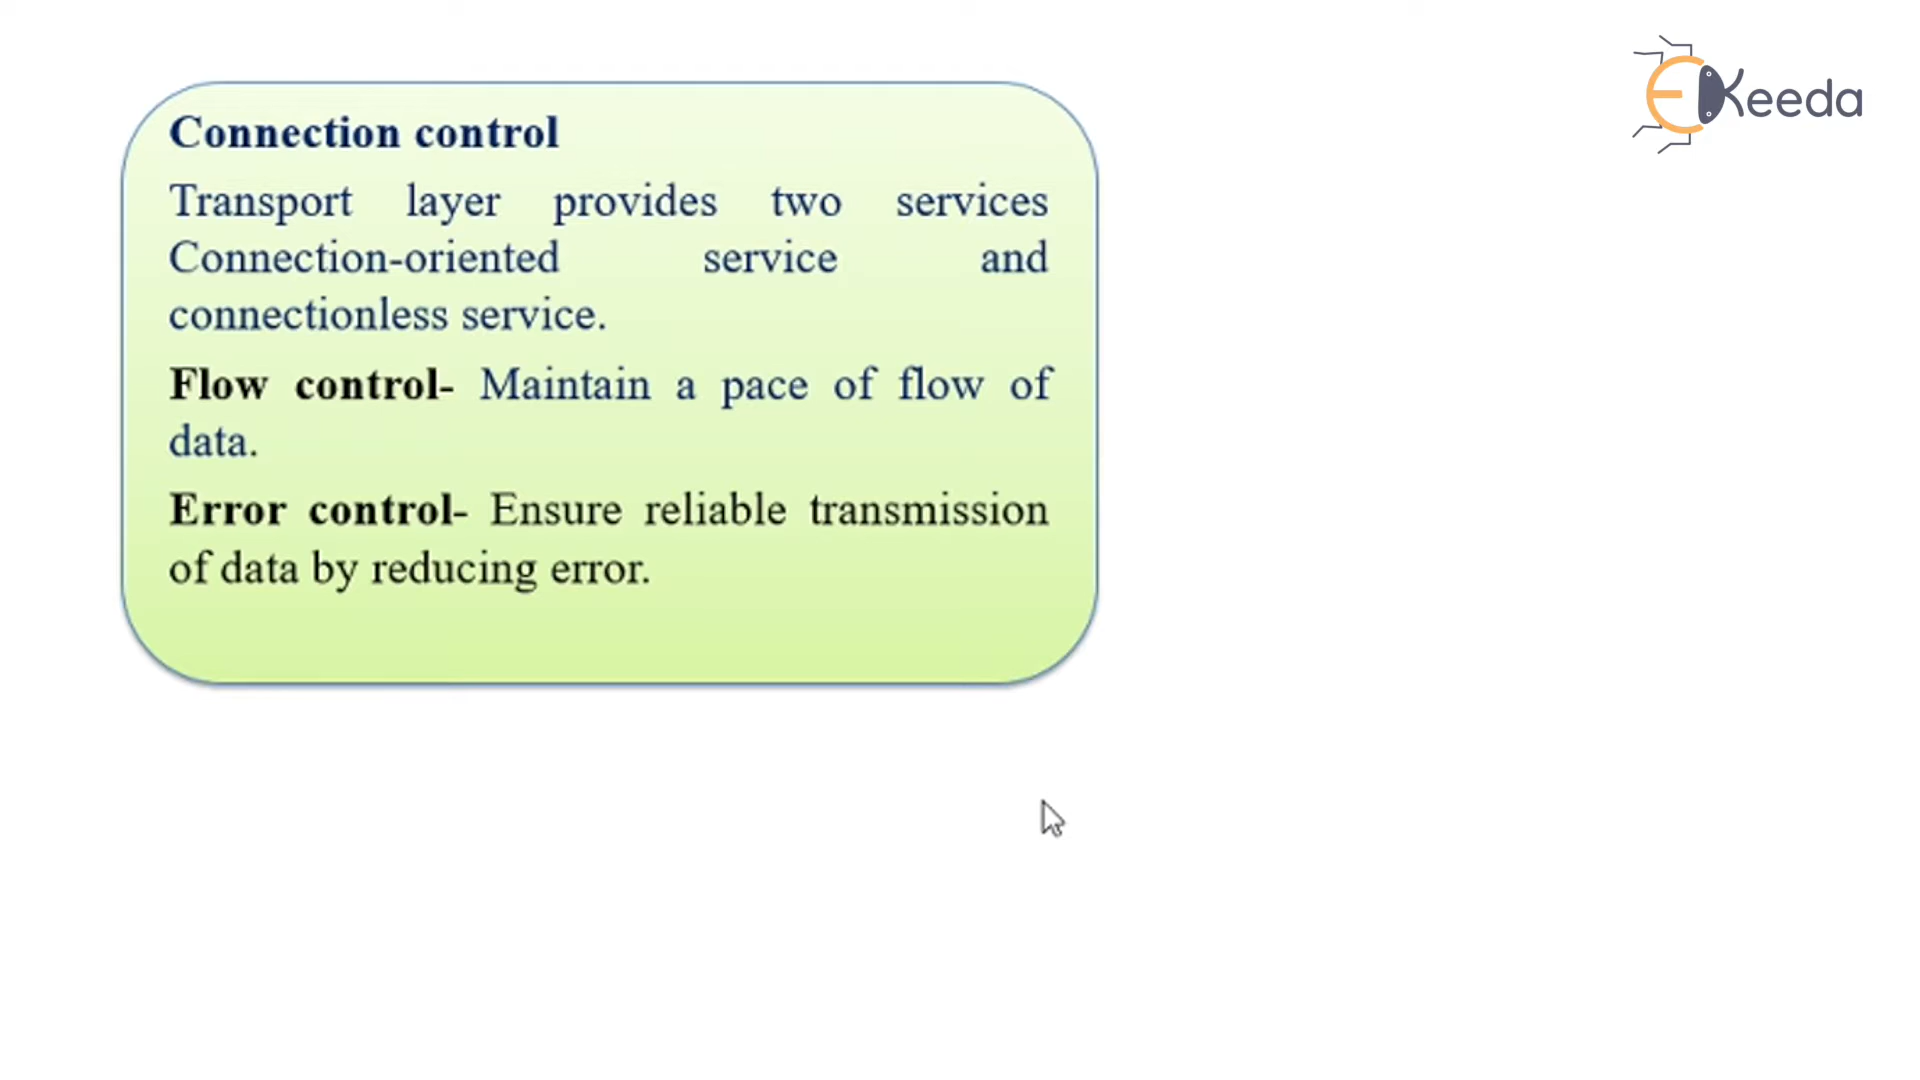 EKeeda
Connection control
Transport layer provides two services
Connection-oriented service and
connectionless service.
Flow control- Maintain a pace of flow of
data.
Error control- Ensure reliable transmission
of data by reducing error.